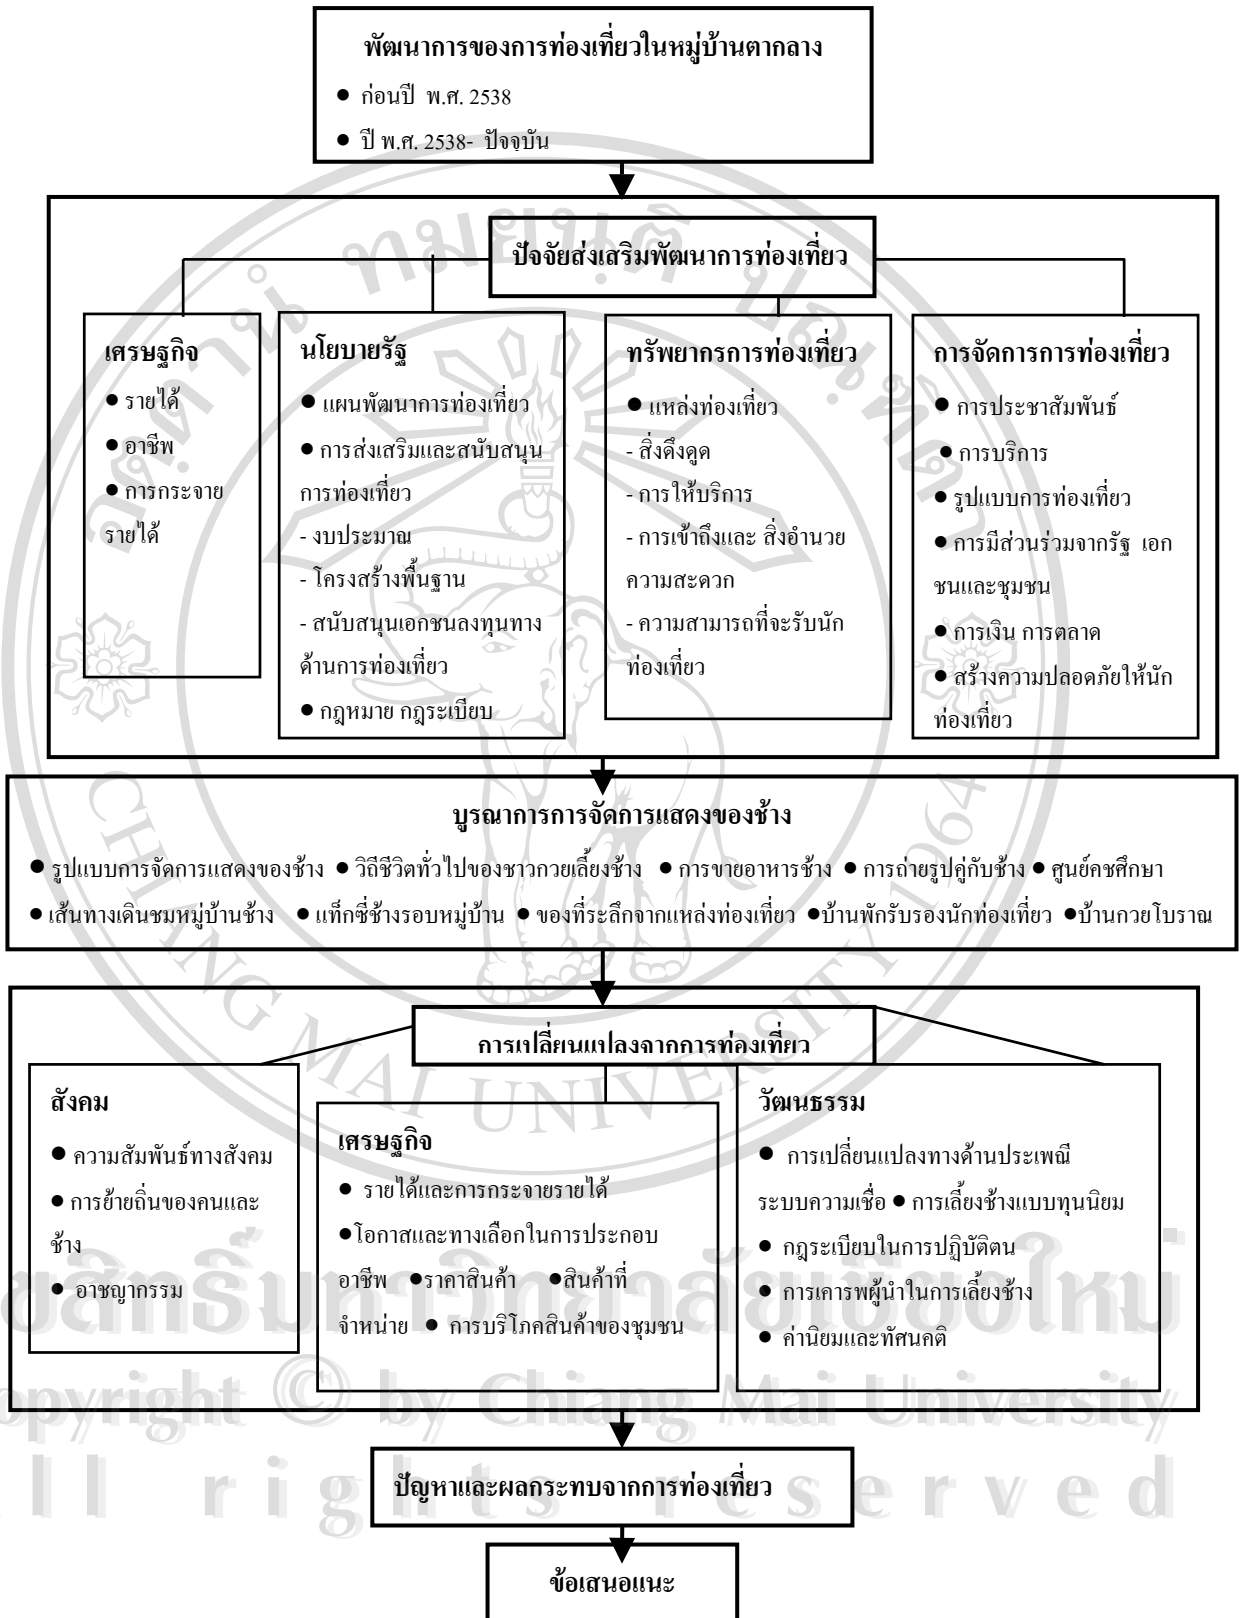 พัฒนาการของการท่องเที่ยวในหมู่บ้านตากลาง
● ก่อนปี พ.ศ. 2538
● ปี พ.ศ. 2538- ปัจจุบัน
ปัจจัยส่งเสริมพัฒนาการท่องเที่ยว
เศรษฐกิจ
● รายได้
● อาชีพ
● การกระจาย
รายได้
นโยบายรัฐ
● แผนพัฒนาการท่องเที่ยว
● การส่งเสริมและสนับสนุน
การท่องเที่ยว
- งบประมาณ
- โครงสร้างพื้นฐาน
- สนับสนุนเอกชนลงทุนทาง
ด้านการท่องเที่ยว
● กฎหมาย กฎระเบียบ
ทรัพยากรการท่องเที่ยว
● แหล่งท่องเที่ยว
- สิ่งดึงดูด
- การให้บริการ
- การเข้าถึงและ สิ่งอำนวย
ความสะดวก
- ความสามารถที่จะรับนัก
ท่องเที่ยว
การจัดการการท่องเที่ยว
● การประชาสัมพันธ์
● การบริการ
● รูปแบบการท่องเที่ยว
● การมีส่วนร่วมจากรัฐ เอก
ชนและชุมชน
● การเงิน การตลาด
● สร้างความปลอดภัยให้นัก
ท่องเที่ยว
บูรณาการการจัดการแสดงของช้าง
● รูปแบบการจัดการแสดงของช้าง ● วิถีชีวิตทั่วไปของชาวกวยเลี้ยงช้าง ● การขายอาหารช้าง ● การถ่ายรูปคู่กับช้าง ● ศูนย์คชศึกษา
● เส้นทางเดินชมหมู่บ้านช้าง ● แท็กซี่ช้างรอบหมู่บ้าน ● ของที่ระลึกจากแหล่งท่องเที่ยว ●บ้านพักรับรองนักท่องเที่ยว ●บ้านกวยโบราณ
การเปลี่ยนแปลงจากการท่องเที่ยว
สังคม
● ความสัมพันธ์ทางสังคม
● การย้ายถิ่นของคนและ
ช้าง
● อาชญากรรม
เศรษฐกิจ
● รายได้และการกระจายรายได้
●โอกาสและทางเลือกในการประกอบ
อาชีพ ●ราคาสินค้า ●สินค้าที่
จำหน่าย ● การบริโภคสินค้าของชุมชน
วัฒนธรรม
● การเปลี่ยนแปลงทางด้านประเพณี
ระบบความเชื่อ ● การเลี้ยงช้างแบบทุนนิยม
● กฎระเบียบในการปฏิบัติตน
● การเคารพผู้นำในการเลี้ยงช้าง
● ค่านิยมและทัศนคติ
ปัญหาและผลกระทบจากการท่องเที่ยว
ข้อเสนอแนะ
CHIANG MAI UNIVERSITY 1964
by Chiang Mai University
rights reserved